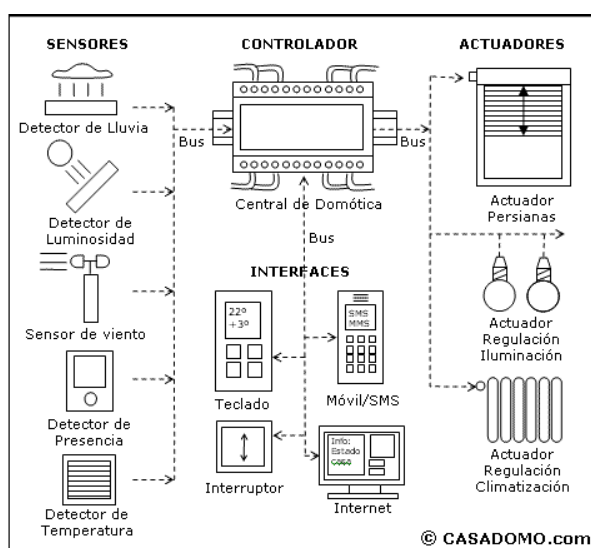 SENSORES
Detector de Lluvia
Detector de
Luminosidad
Sensor de viento
Detector de
Presencia
Detector de
Temperatura
Bus
CONTROLADOR
Central de Domótica
Bus
Bus
INTERFACES
22º
+3º
Teclado
SMS
MMS
Móvil/SMS
Interruptor
Info:
Estado
Casa
Internet
ACTUADORES
Actuador
Persianas
Actuador
Regulación
Iluminación
Actuador
Regulación
Climatización
© CASADOMO.com